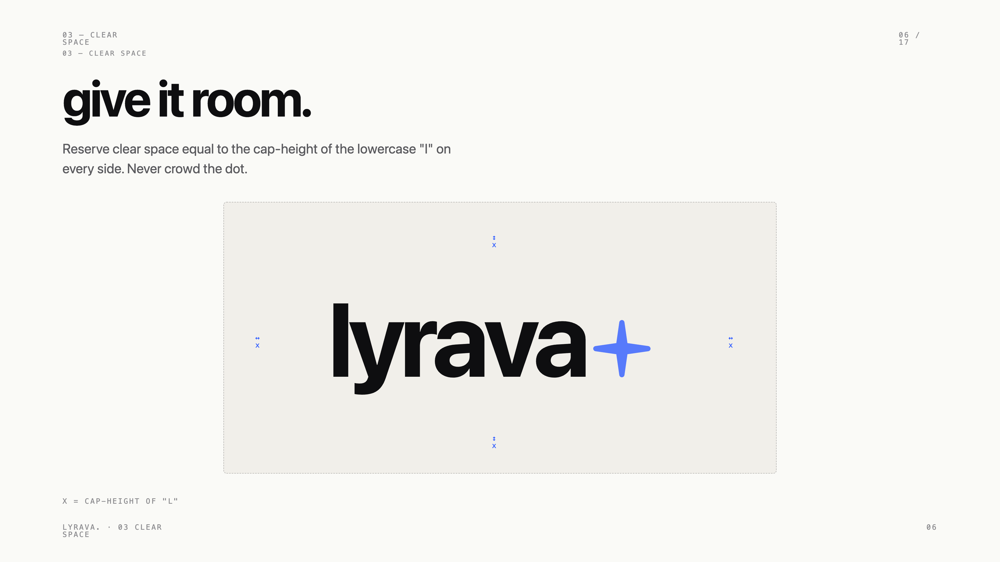 03 — CLEAR
SPACE
06 /
17
03 — CLEAR SPACE
give it room.
Reserve clear space equal to the cap-height of the lowercase "l" on
every side. Never crowd the dot.
↕
x
lyrava
↔
x
↔
x
↕
x
X = CAP-HEIGHT OF "L"
LYRAVA. · 03 CLEAR
SPACE
06